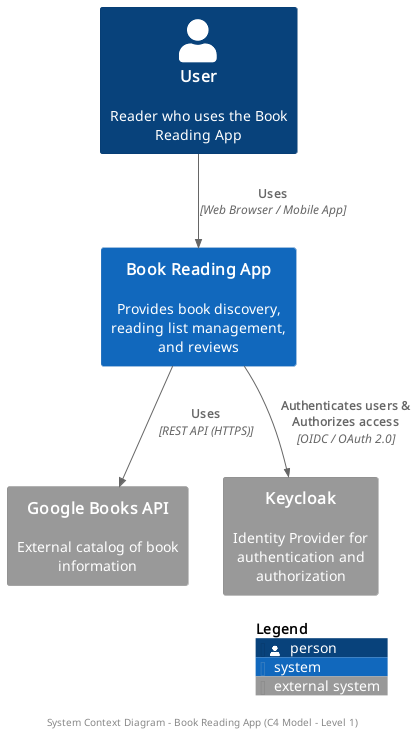 User
Reader who uses the Book
Reading App
Uses
[Web Browser / Mobile App]
Book Reading App
Provides book discovery,
reading list management,
and reviews
Uses
[REST API (HTTPS)]
Authenticates users &
Authorizes access
[OIDC / OAuth 2.0]
Google Books API
External catalog of book
information
Keycloak
Identity Provider for
authentication and
authorization
Legend
person
system
external system
System Context Diagram - Book Reading App (C4 Model - Level 1)